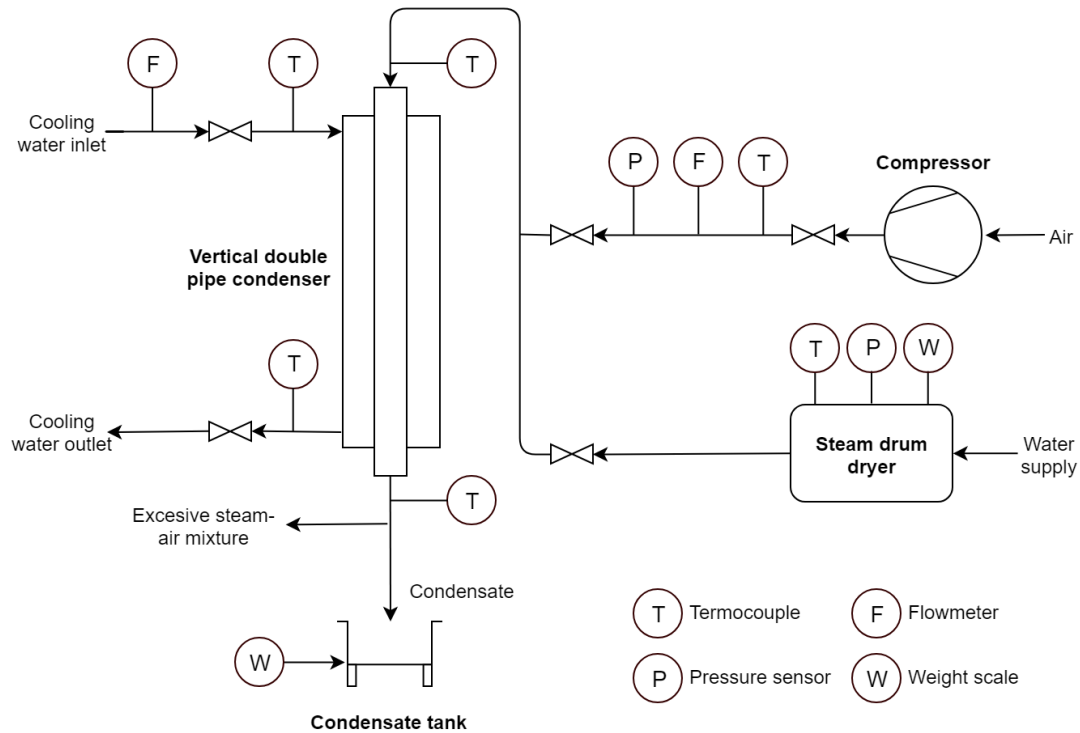 F
T
T
Cooling
water inlet
P
F
T
Compressor
Air
Vertical double
pipe condenser
T
P
W
T
Cooling
water outlet
Steam drum
dryer
Water
supply
T
Excesive steam-
air mixture
Condensate
T
Termocouple
F
Flowmeter
W
P
Pressure sensor
W
Weight scale
Condensate tank